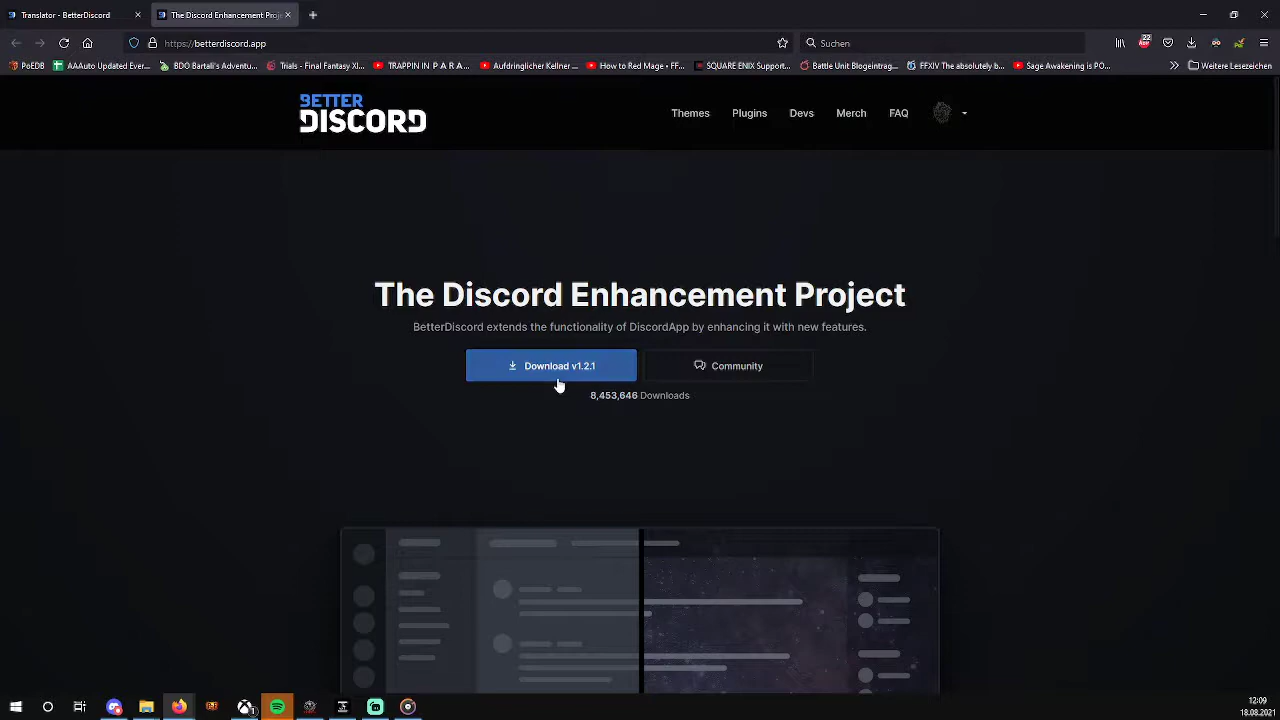 Translator - BetterDiscord
The Discord Enhancement Proj
https://betterdiscord.app
Suchen
22
PoEDB
AAAuto Updated Ever...
BDO Bartali's Adventu...
Trials - Final Fantasy XI...
TRAPPIN IN P A R A...
Aufdringlicher Kellner ...
How to Red Mage • FF...
SQUARE ENIX Support...
Battle Unit Blogeintrag...
FFXIV The absolutely b...
Sage Awakening is PO...
Weitere Lesezeichen
BETTER
DISCORD
Themes
Plugins
Devs
Merch
FAQ
The Discord Enhancement Project
BetterDiscord extends the functionality of DiscordApp by enhancing it with new features.
Download v1.2.1
Community
8,453,646 Downloads
12:09
18.08.2021